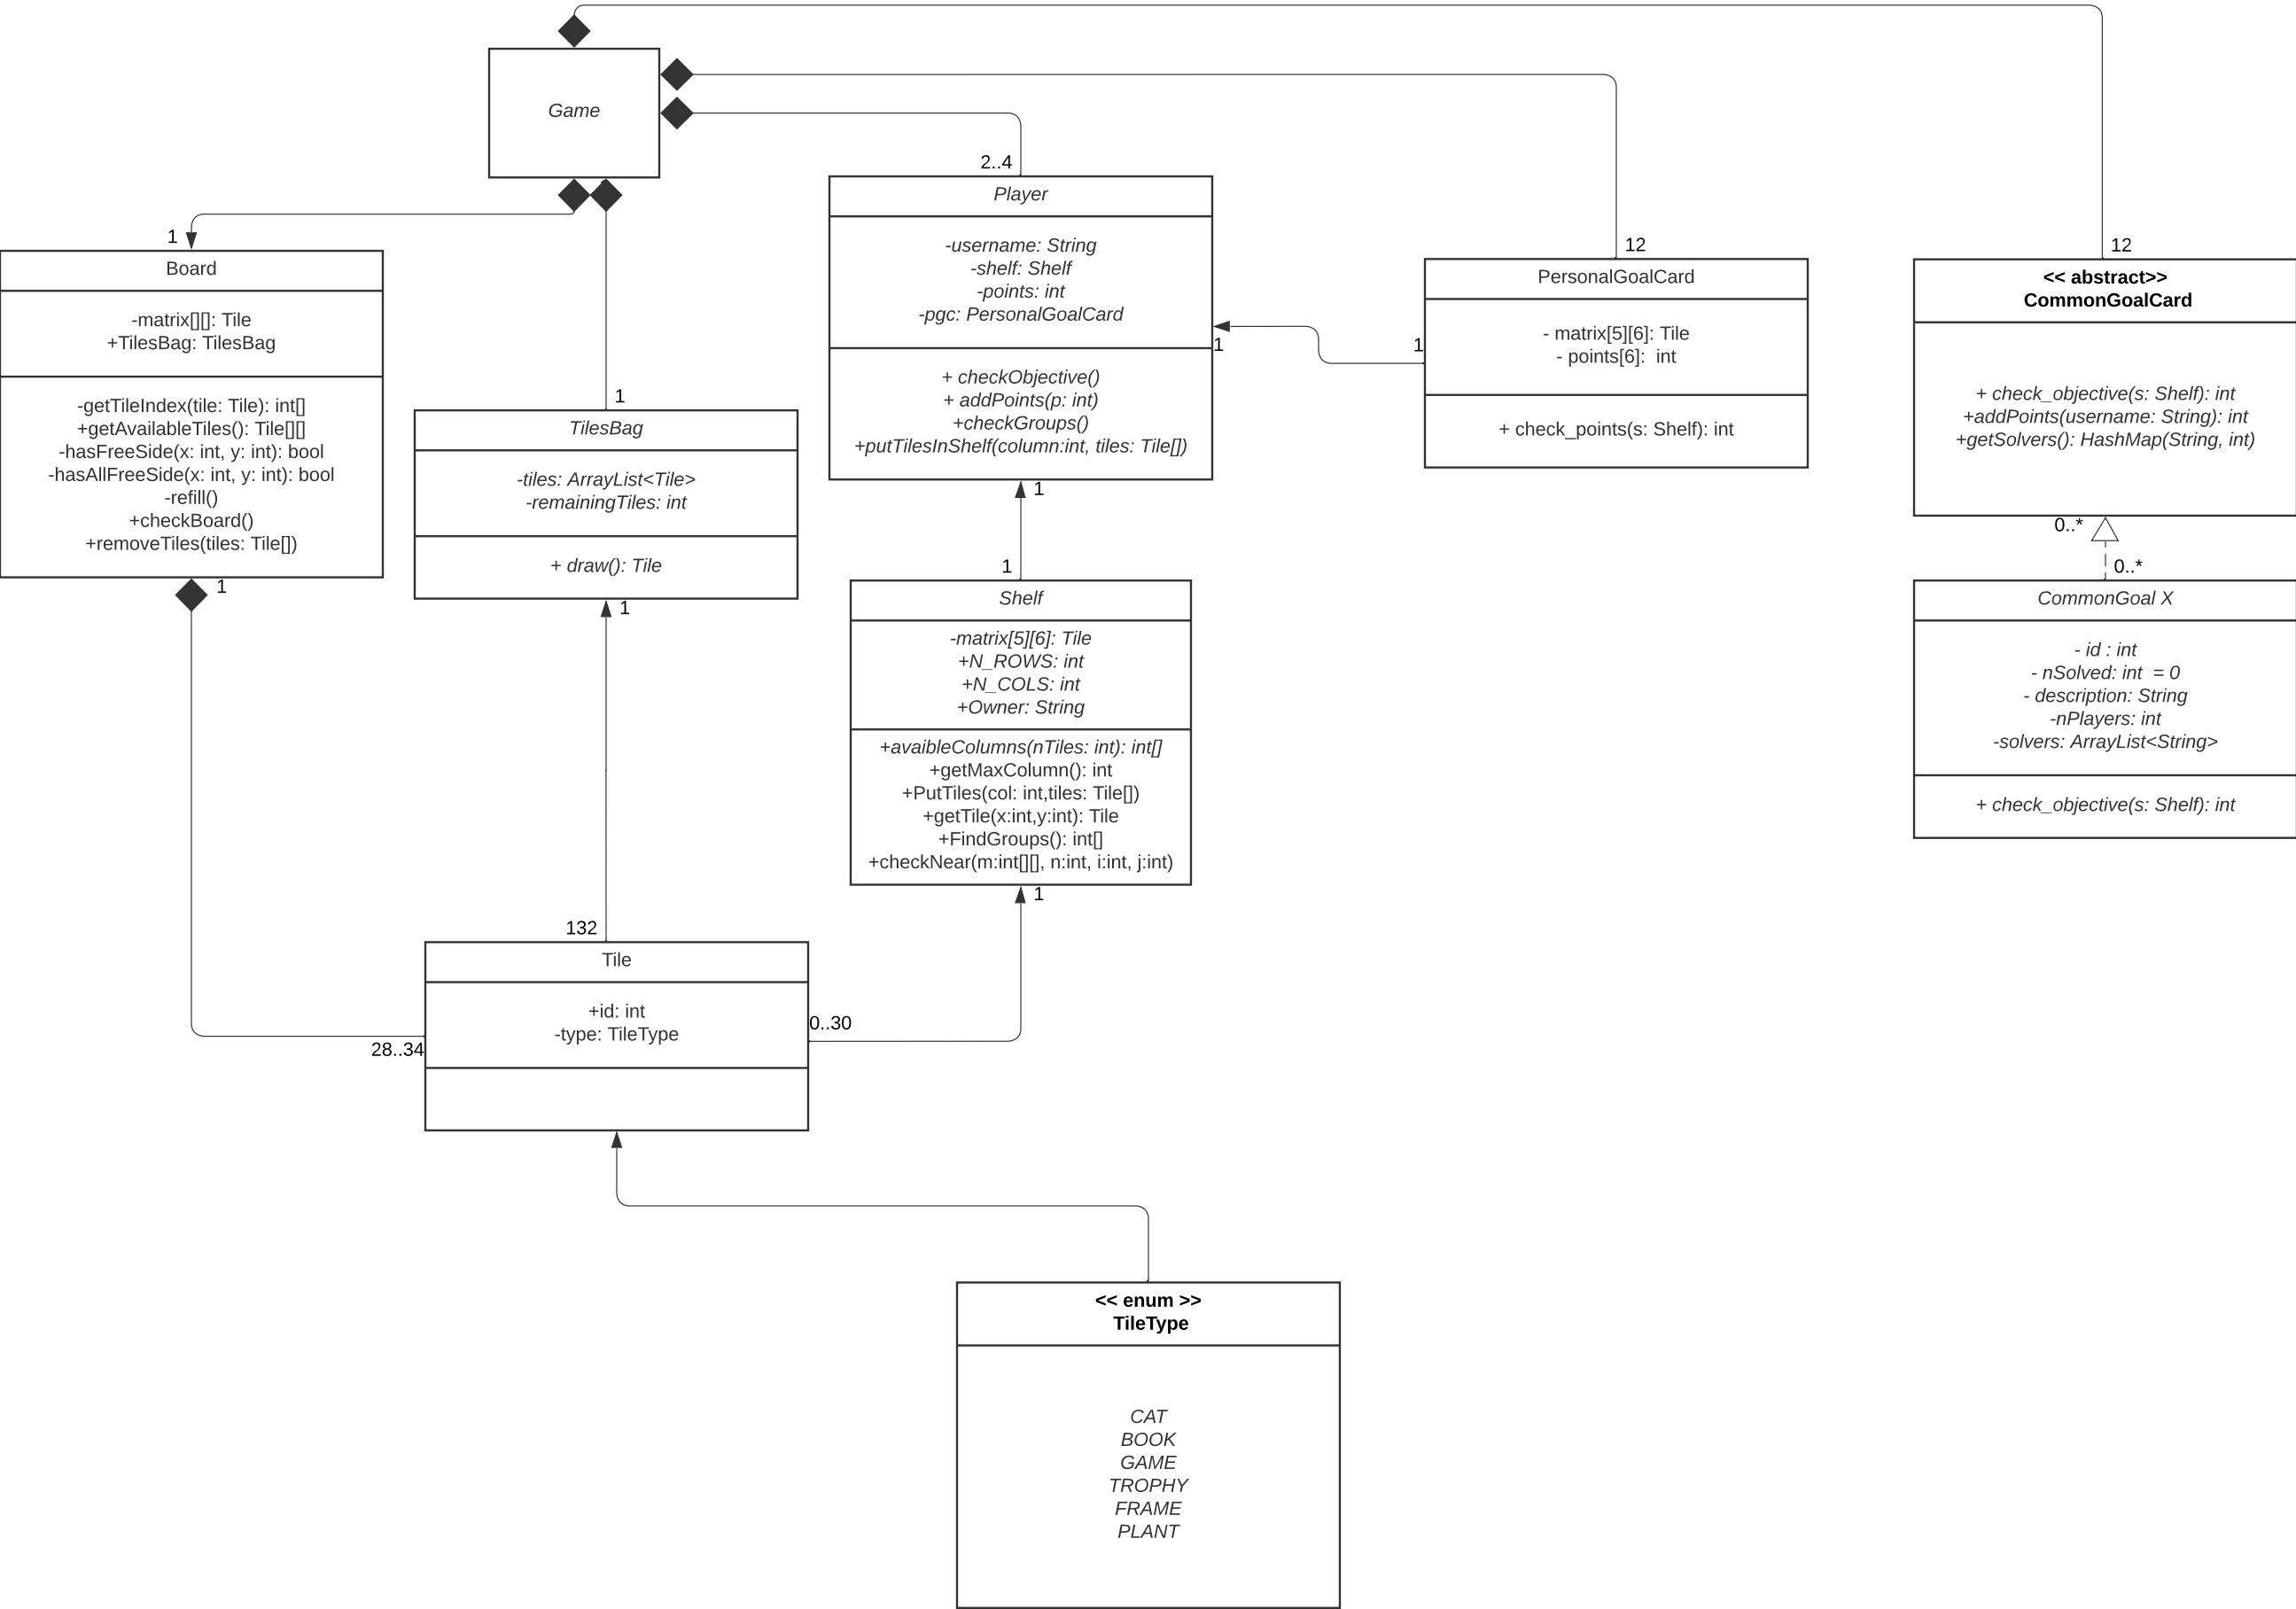 Game
1
Board
-matrix[][]: Tile
+TilesBag: TilesBag
-getTileIndex(tile: Tile): int[]
+getAvailableTiles(): Tile[][]
-hasFreeSide(x: int, y: int): bool
-hasAllFreeSide(x: int, y: int): bool
-refill()
+checkBoard()
+removeTiles(tiles: Tile[])
1
1
TilesBag
-tiles: ArrayList<Tile>
-remainingTiles: int
+ draw(): Tile
1
2..4
Player
-username: String
-shelf: Shelf
-points: int
-pgc: PersonalGoalCard
+ checkObjective()
+ addPoints(p: int)
+checkGroups()
+putTilesInShelf(column:int, tiles: Tile[])
1
1
1
12
PersonalGoalCard
- matrix[5][6]: Tile
- points[6]:  int
+ check_points(s: Shelf): int
12
<< abstract>>
CommonGoalCard
+ check_objective(s: Shelf): int
+addPoints(username: String): int
+getSolvers(): HashMap(String, int)
0..*
0..*
CommonGoal X
- id : int
- nSolved: int  = 0
- description: String
-nPlayers: int
-solvers: ArrayList<String>
+ check_objective(s: Shelf): int
1
Shelf
-matrix[5][6]: Tile
+N_ROWS: int
+N_COLS: int
+Owner: String
+avaibleColumns(nTiles: int): int[]
+getMaxColumn(): int
+PutTiles(col: int,tiles: Tile[])
+getTile(x:int,y:int): Tile
+FindGroups(): int[]
+checkNear(m:int[][], n:int, i:int, j:int)
1
132
Tile
+id: int
-type: TileType
0..30
28..34
<< enum >>
TileType
CAT
BOOK
GAME
TROPHY
FRAME
PLANT